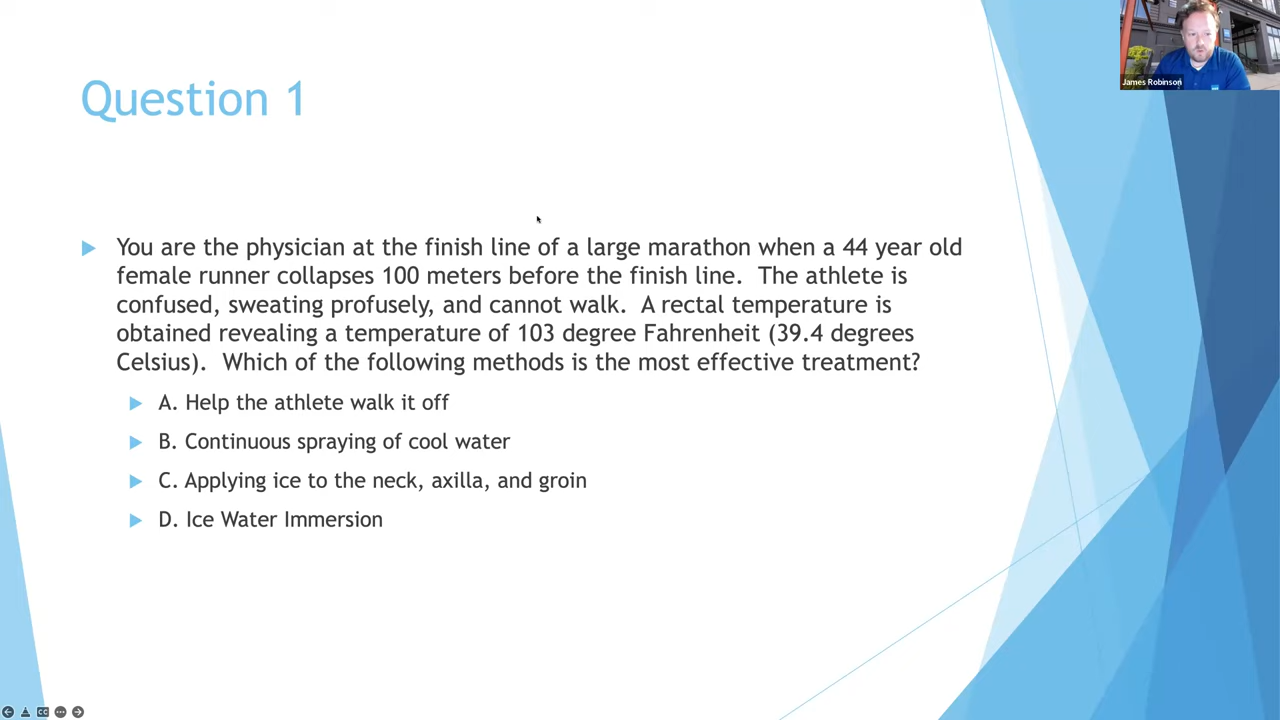 James Robinson
Question 1
You are the physician at the finish line of a large marathon when a 44 year old
female runner collapses 100 meters before the finish line.  The athlete is
confused, sweating profusely, and cannot walk.  A rectal temperature is
obtained revealing a temperature of 103 degree Fahrenheit (39.4 degrees
Celsius).  Which of the following methods is the most effective treatment?
A. Help the athlete walk it off
B. Continuous spraying of cool water
C. Applying ice to the neck, axilla, and groin
D. Ice Water Immersion
CC